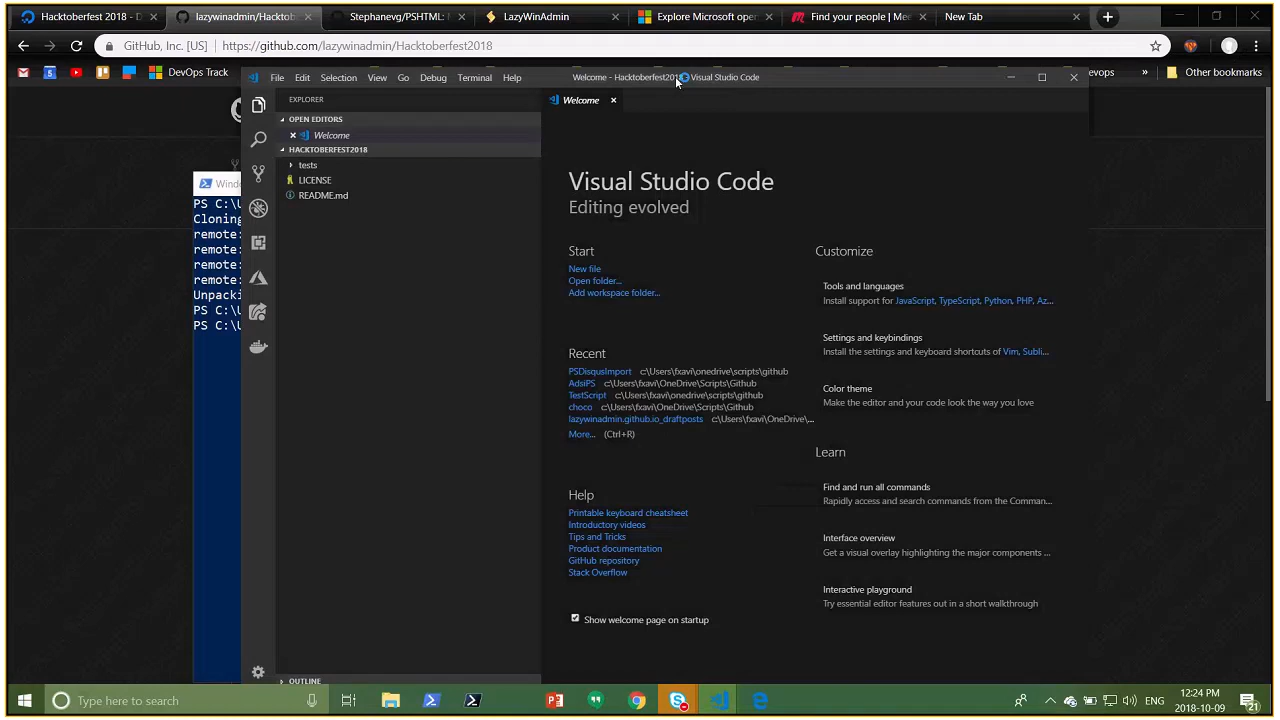 Hacktoberfest 2018 - D
lazywinadmin/Hacktob
Stephanevg/PSHTML:
LazyWinAdmin
Explore Microsoft ope
Find your people | Mee
New Tab
GitHub, Inc. [US]
https://github.com/lazywinadmin/Hacktoberfest2018
DevOps Track
evops
»
Other bookmarks
File Edit Selection View Go Debug Terminal Help
Welcome - Hacktoberfest201 Visual Studio Code
EXPLORER
OPEN EDITORS
Welcome
HACKTOBERFEST2018
tests
LICENSE
README.md
Welcome
Windo
PS C:\U
Cloning
remote:
remote:
remote:
remote:
Unpacki
PS C:\U
PS C:\U
Visual Studio Code
Editing evolved
Start
New file
Open folder...
Add workspace folder...
Recent
PSDisqusImport c:\Users\fxavi\onedrive\scripts\github
AdsiPS c:\Users\fxavi\OneDrive\Scripts\Github
TestScript c:\Users\fxavi\onedrive\scripts\github
choco c:\Users\fxavi\OneDrive\Scripts\Github
lazywinadmin.github.io_draftposts c:\Users\fxavi\OneDrive\...
More... (Ctrl+R)
Help
Printable keyboard cheatsheet
Introductory videos
Tips and Tricks
Product documentation
GitHub repository
Stack Overflow
Show welcome page on startup
Customize
Tools and languages
Install support for JavaScript, TypeScript, Python, PHP, Az...
Settings and keybindings
Install the settings and keyboard shortcuts of Vim, Subli...
Color theme
Make the editor and your code look the way you love
Learn
Find and run all commands
Rapidly access and search commands from the Comman...
Interface overview
Get a visual overlay highlighting the major components ...
Interactive playground
Try essential editor features out in a short walkthrough
OUTLINE
Type here to search
ENG
12:24 PM
2018-10-09
21